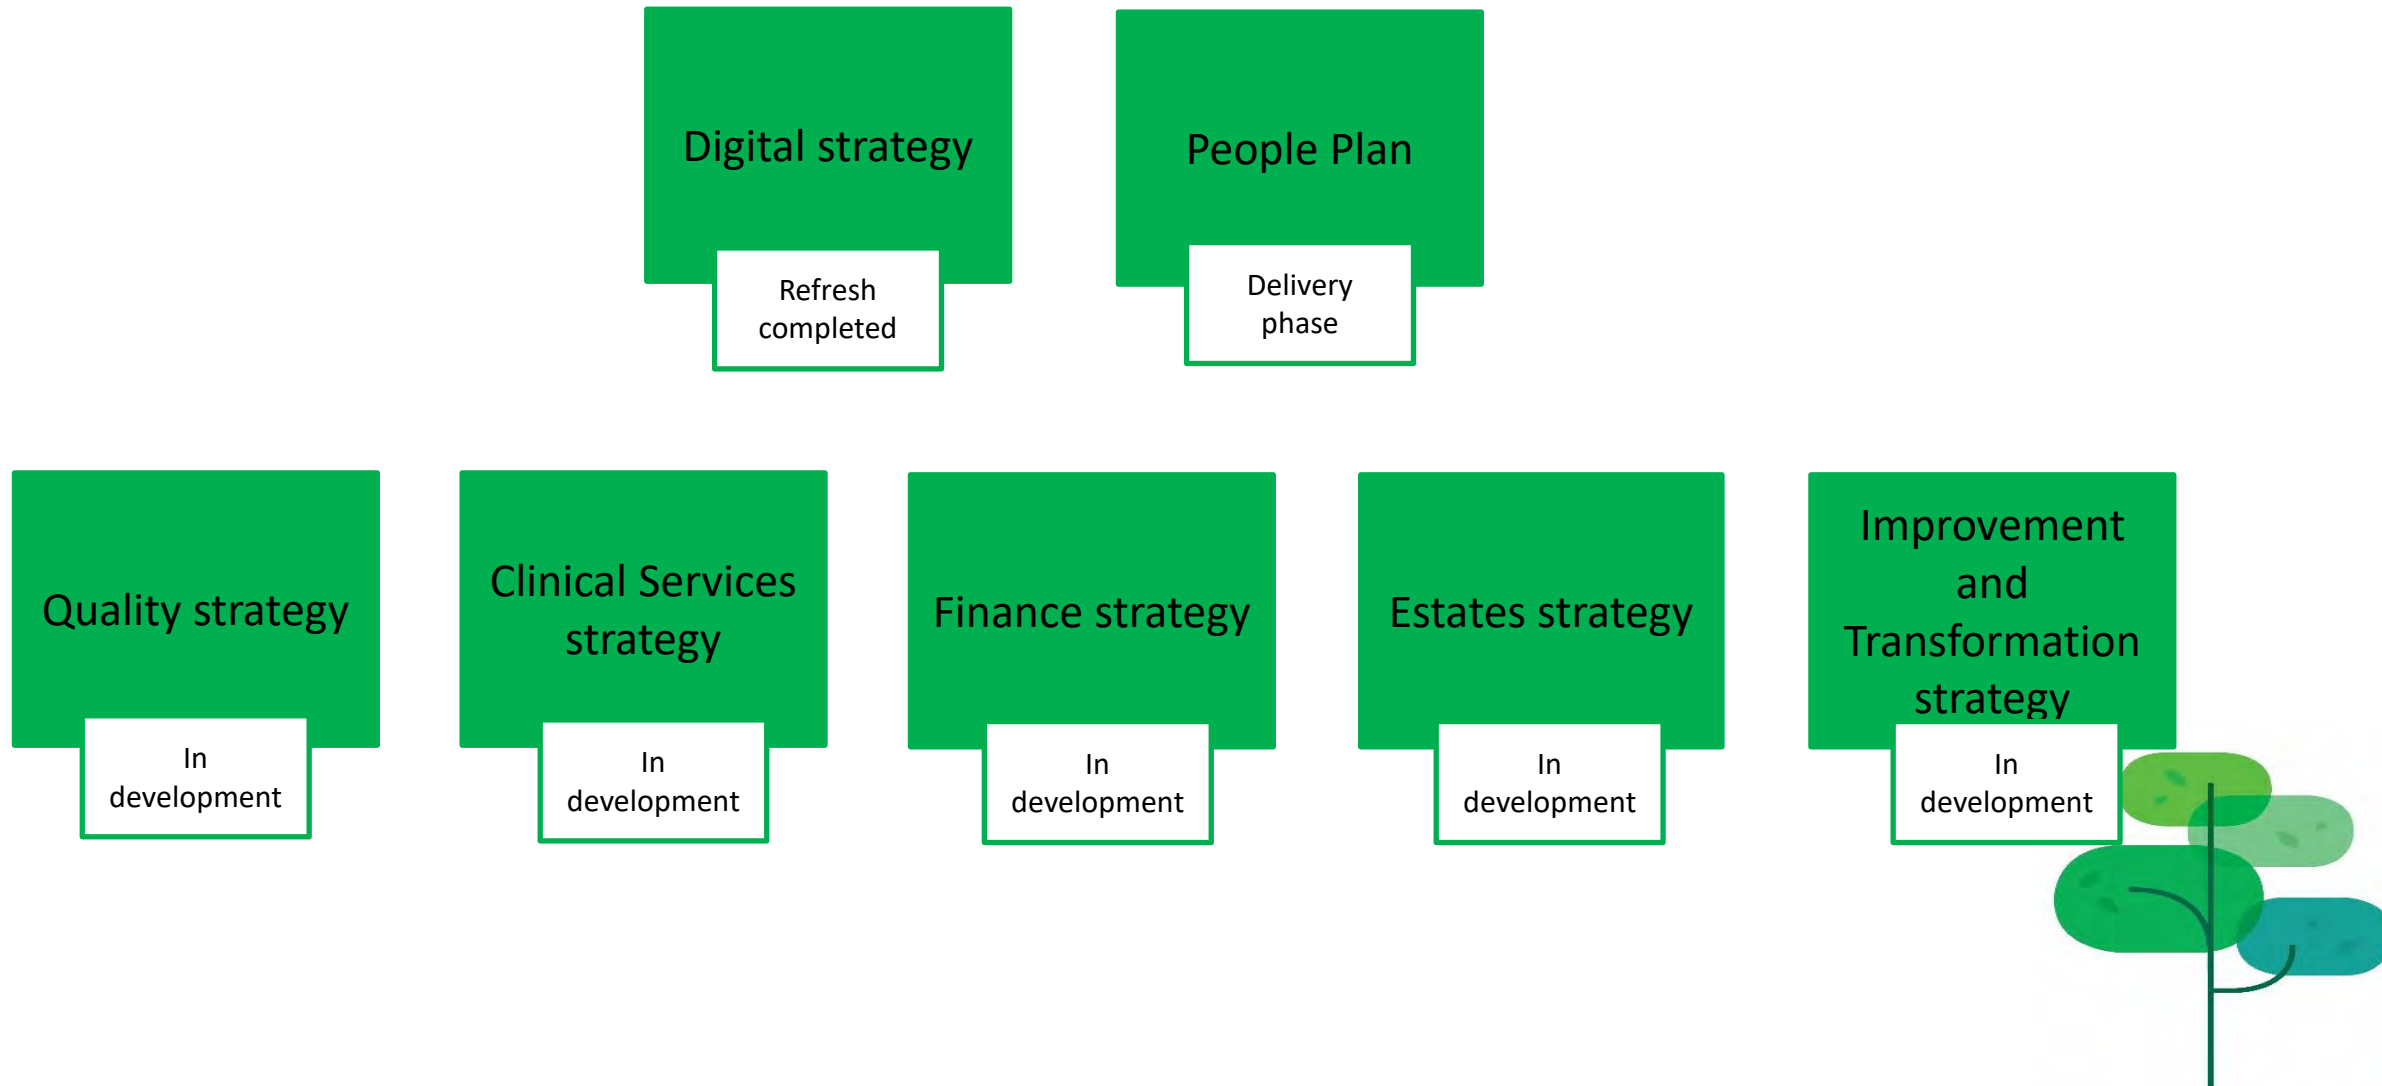 Digital strategy
Refresh
completed
People Plan
Delivery
phase
Quality strategy
In
development
Clinical Services
strategy
In
development
Finance strategy
In
development
Estates strategy
In
development
Improvement
and
Transformation
strategy
In
development